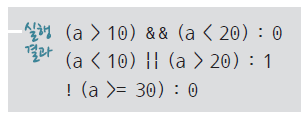 실행
결과
(a > 10) && (a < 20) : 0
(a < 10) || (a > 20) : 1
! (a >= 30) : 0